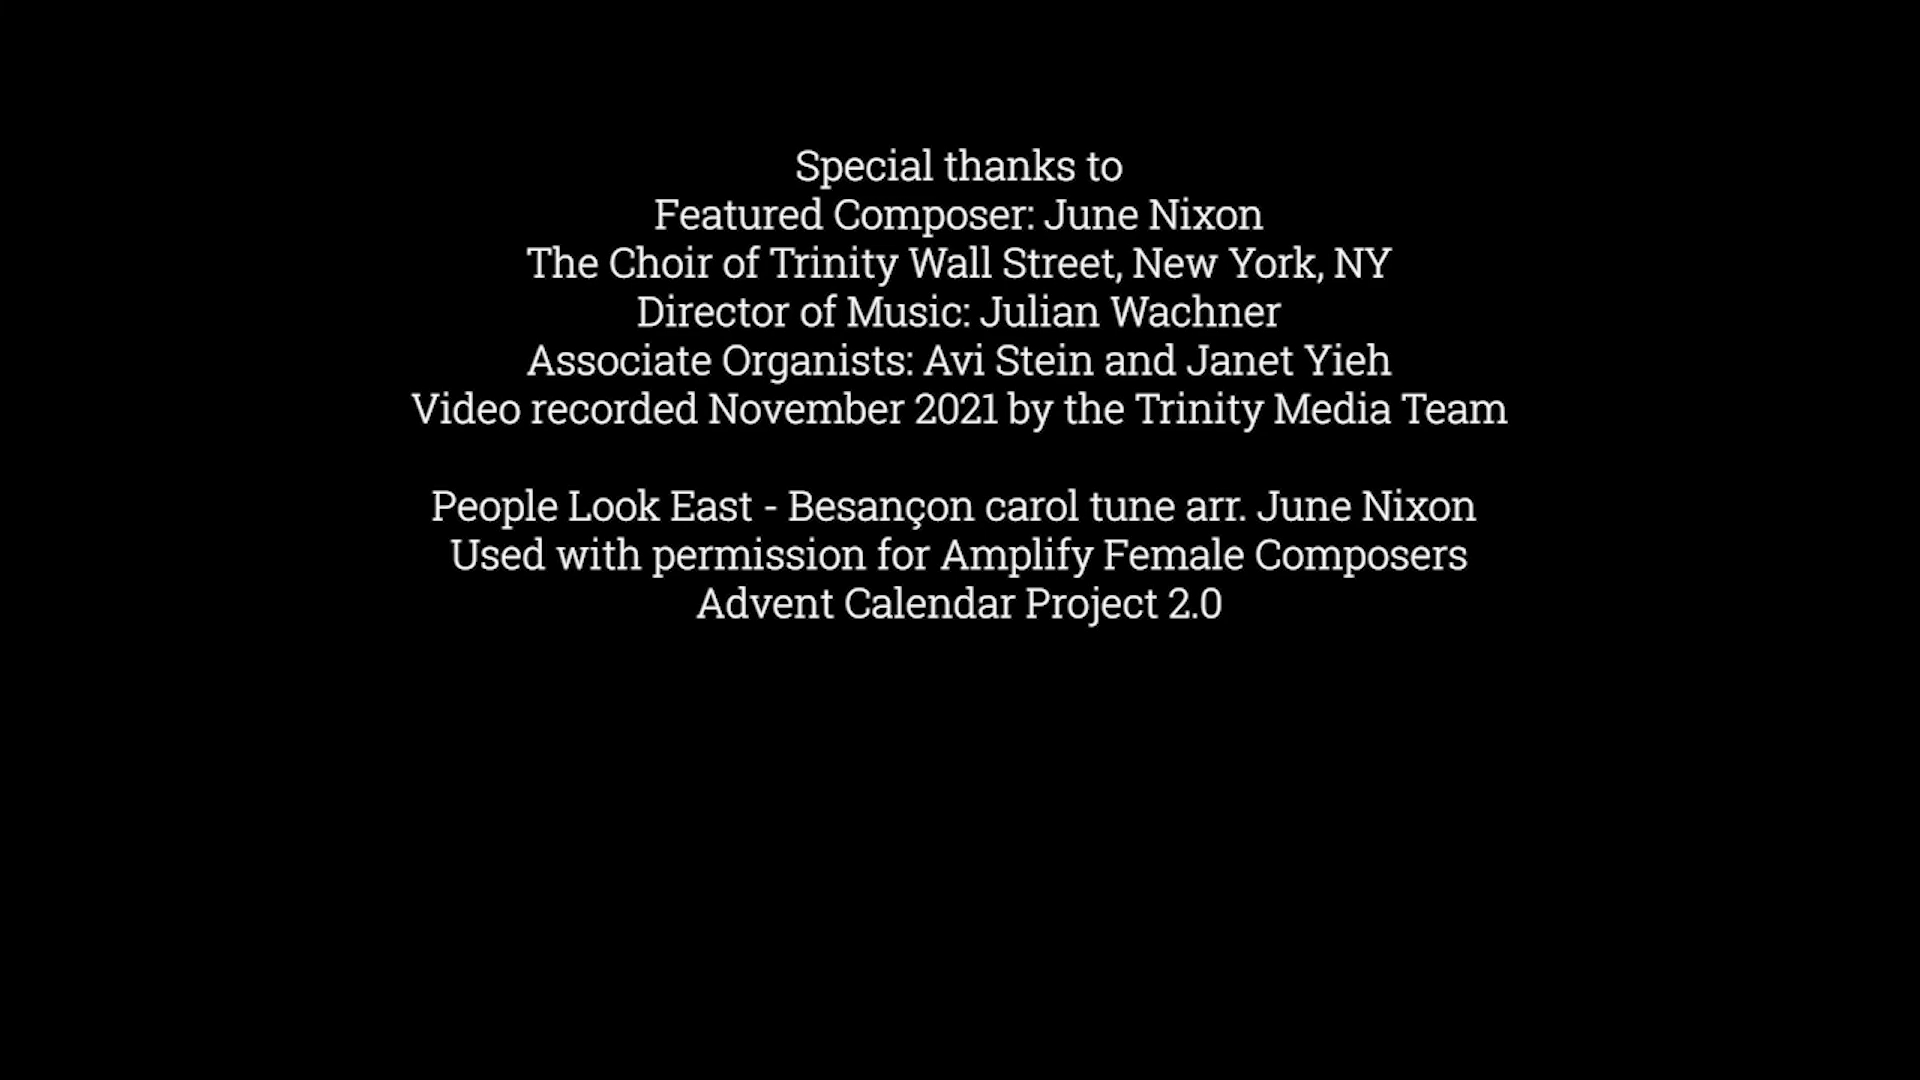 Special thanks to
Featured Composer: June Nixon
The Choir of Trinity Wall Street, New York, NY
Director of Music: Julian Wachner
Associate Organists: Avi Stein and Janet Yieh
Video recorded November 2021 by the Trinity Media Team
People Look East - Besançon carol tune arr. June Nixon
Used with permission for Amplify Female Composers
Advent Calendar Project 2.0